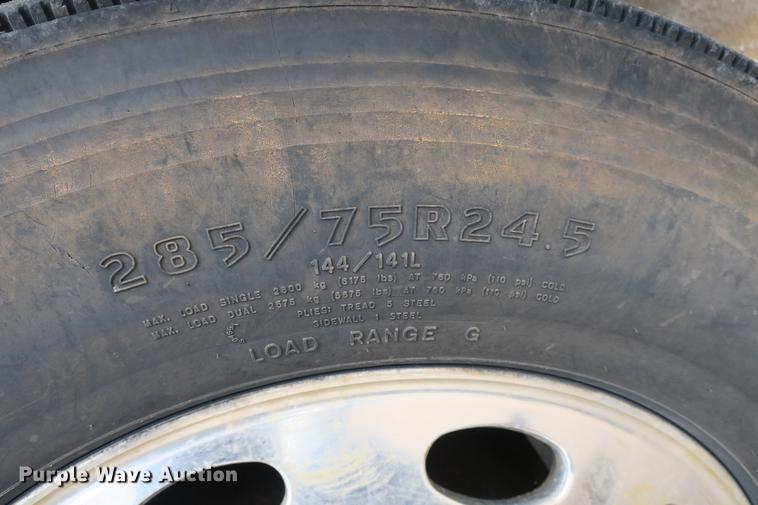 285/75R24.5
144/141L
MAX. LOAD SINGLE 2800 kg (6175 lbs) AT 760 kPa (110 psi) COLD
MAX. LOAD DUAL 2575 kg (5675 lbs) AT 760 kPa (110 psi) COLD
PLIES: TREAD 5 STEEL
SIDEWALL 1 STEEL
LOAD RANGE G
Purple Wave Auction